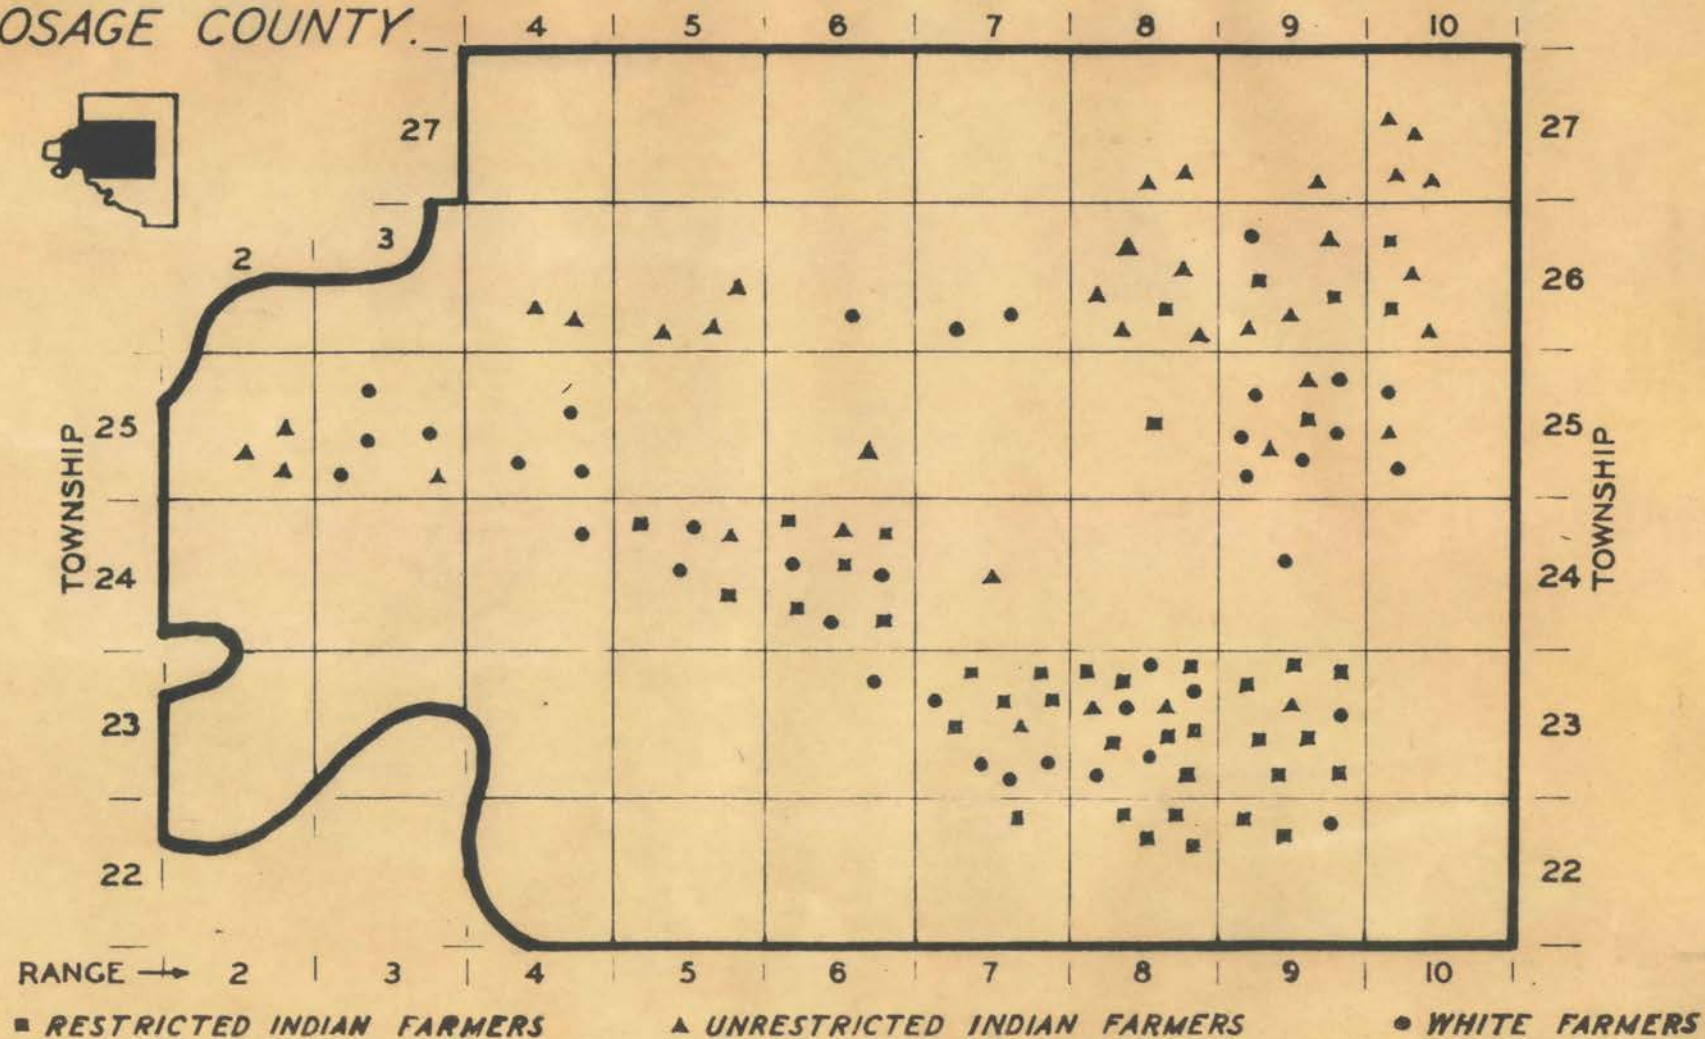 OSAGE COUNTY.
4 5 6 7 8 9 10
27 27
3
2
26
TOWNSHIP 25 25 TOWNSHIP
24 24
23 23
22 22
RANGE → 2 3 4 5 6 7 8 9 10
■ RESTRICTED INDIAN FARMERS ▲ UNRESTRICTED INDIAN FARMERS ● WHITE FARMERS